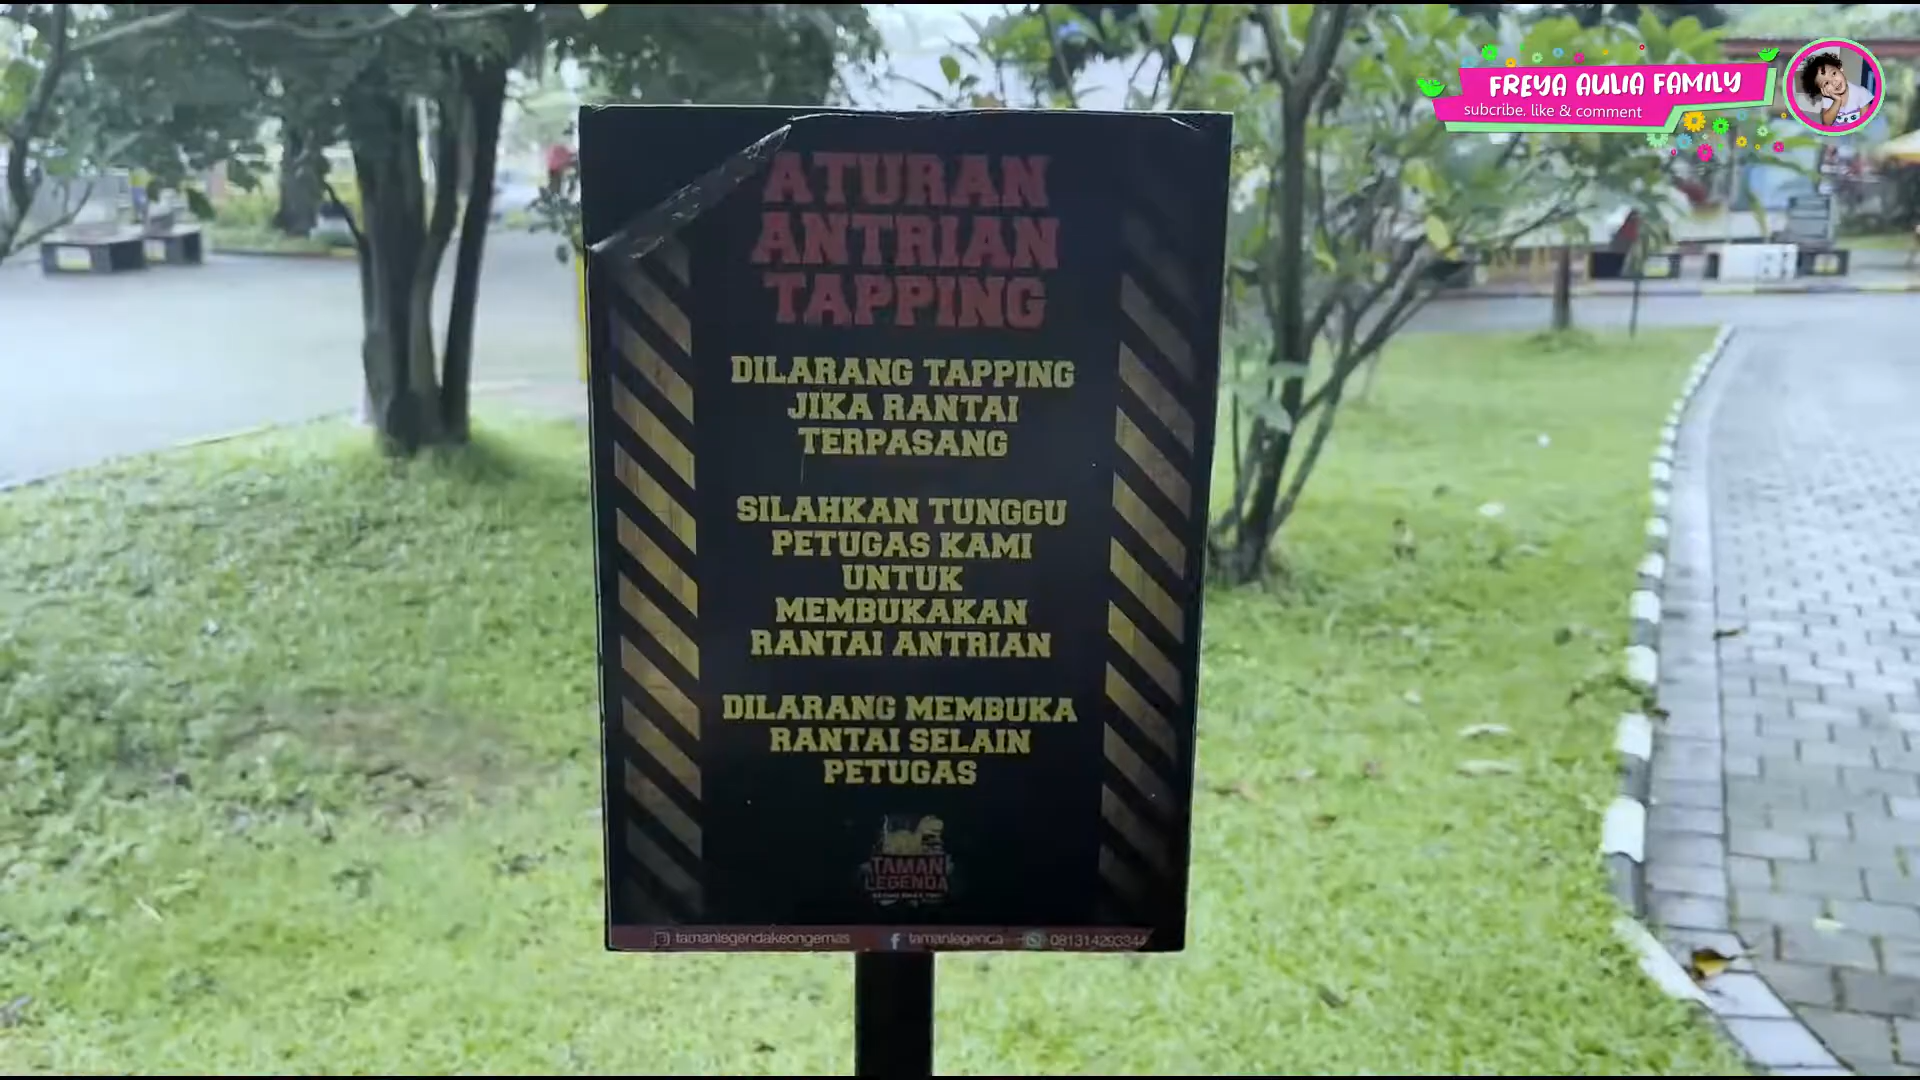 FREYA AULIA FAMILY
subcribe, like & comment
ATURAN
ANTRIAN
TAPPING
DILARANG TAPPING
JIKA RANTAI
TERPASANG
SILAHKAN TUNGGU
PETUGAS KAMI
UNTUK
MEMBUKAKAN
RANTAI ANTRIAN
DILARANG MEMBUKA
RANTAI SELAIN
PETUGAS
TAMAN
LEGENDA
tamanlegendakeongemas tamanlegenda 081314293344